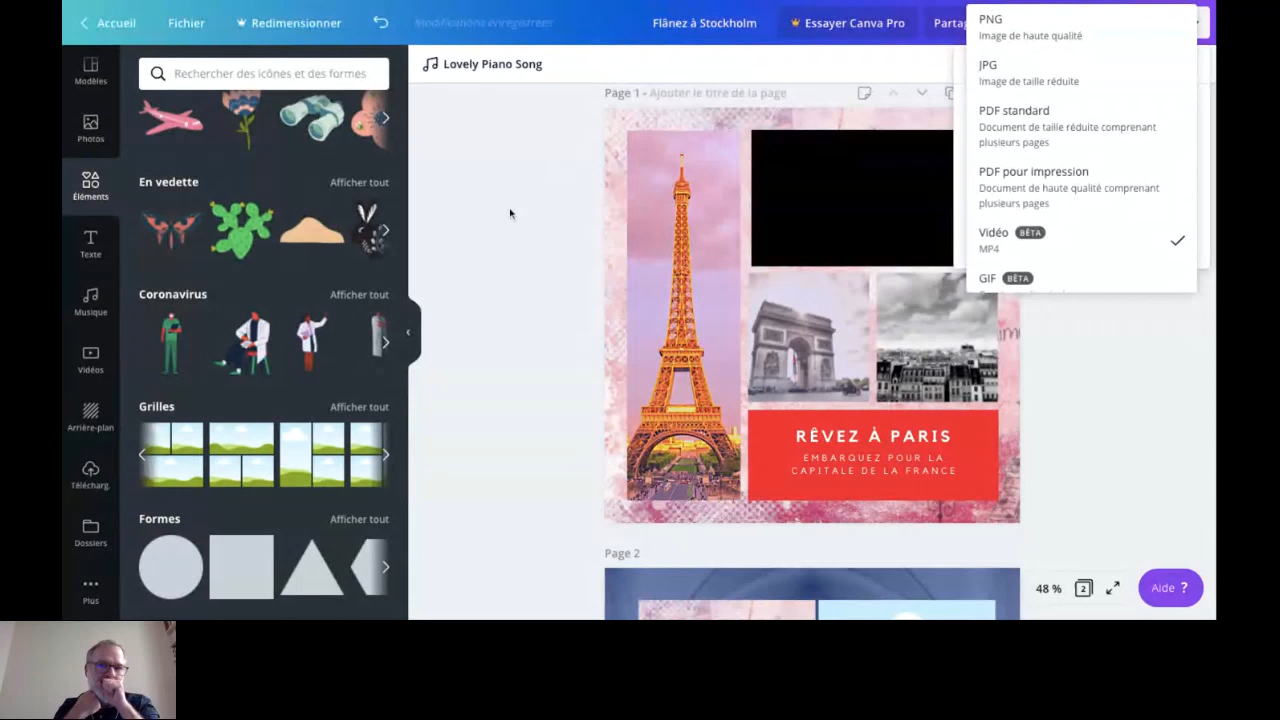 Accueil
Fichier
Redimensionner
Modifications enregistrées
Flânez à Stockholm
Essayer Canva Pro
Partag
Modèles
Photos
Éléments
Texte
Musique
Vidéos
Arrière-plan
Télécharg.
Dossiers
Plus
Rechercher des icônes et des formes
En vedette
Afficher tout
Coronavirus
Afficher tout
Grilles
Afficher tout
Formes
Afficher tout
Lovely Piano Song
Page 1 - Ajouter le titre de la page
RÊVEZ À PARIS
EMBARQUEZ POUR LA
CAPITALE DE LA FRANCE
Page 2
PNG
Image de haute qualité
JPG
Image de taille réduite
PDF standard
Document de taille réduite comprenant
plusieurs pages
PDF pour impression
Document de haute qualité comprenant
plusieurs pages
Vidéo BÊTA
MP4
GIF BÊTA
48 %
2
Aide ?